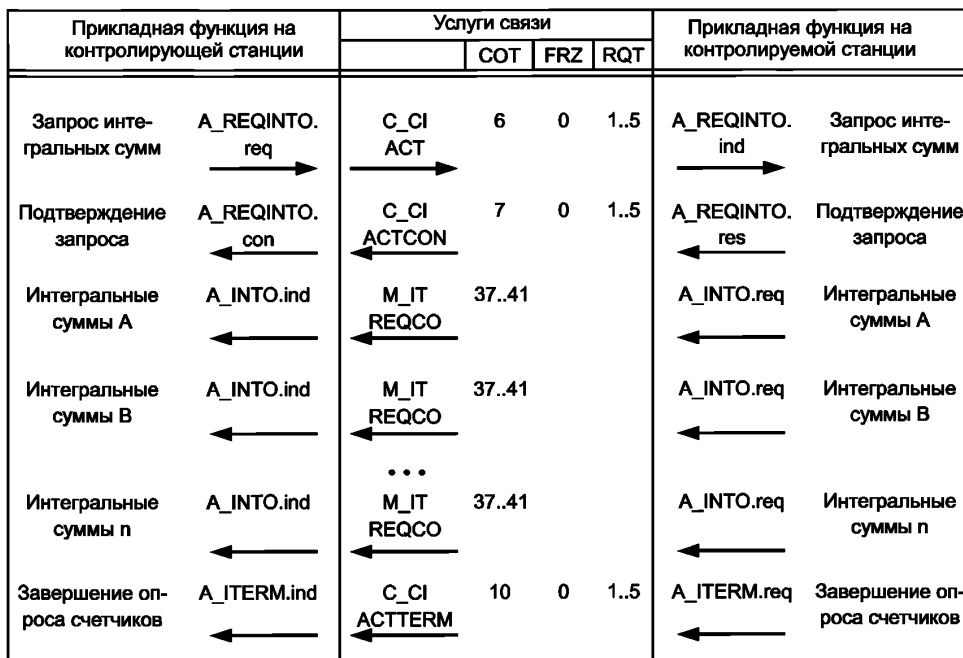 Прикладная функция на
контролирующей станции
Услуги связи
COT FRZ RQT
Прикладная функция на
контролируемой станции
Запрос инте-
гральных сумм
A_REQINTO.
req
C_CI
ACT
6 0 1..5
A_REQINTO.
ind
Запрос инте-
гральных сумм
Подтверждение
запроса
A_REQINTO.
con
C_CI
ACTCON
7 0 1..5
A_REQINTO.
res
Подтверждение
запроса
Интегральные
суммы A
A_INTO.ind
M_IT
REQCO
37..41
A_INTO.req
Интегральные
суммы A
Интегральные
суммы B
A_INTO.ind
M_IT
REQCO
37..41
A_INTO.req
Интегральные
суммы B
• • •
Интегральные
суммы n
A_INTO.ind
M_IT
REQCO
37..41
A_INTO.req
Интегральные
суммы n
Завершение оп-
роса счетчиков
A_ITERM.ind
C_CI
ACTTERM
10 0 1..5
A_ITERM.req
Завершение оп-
роса счетчиков